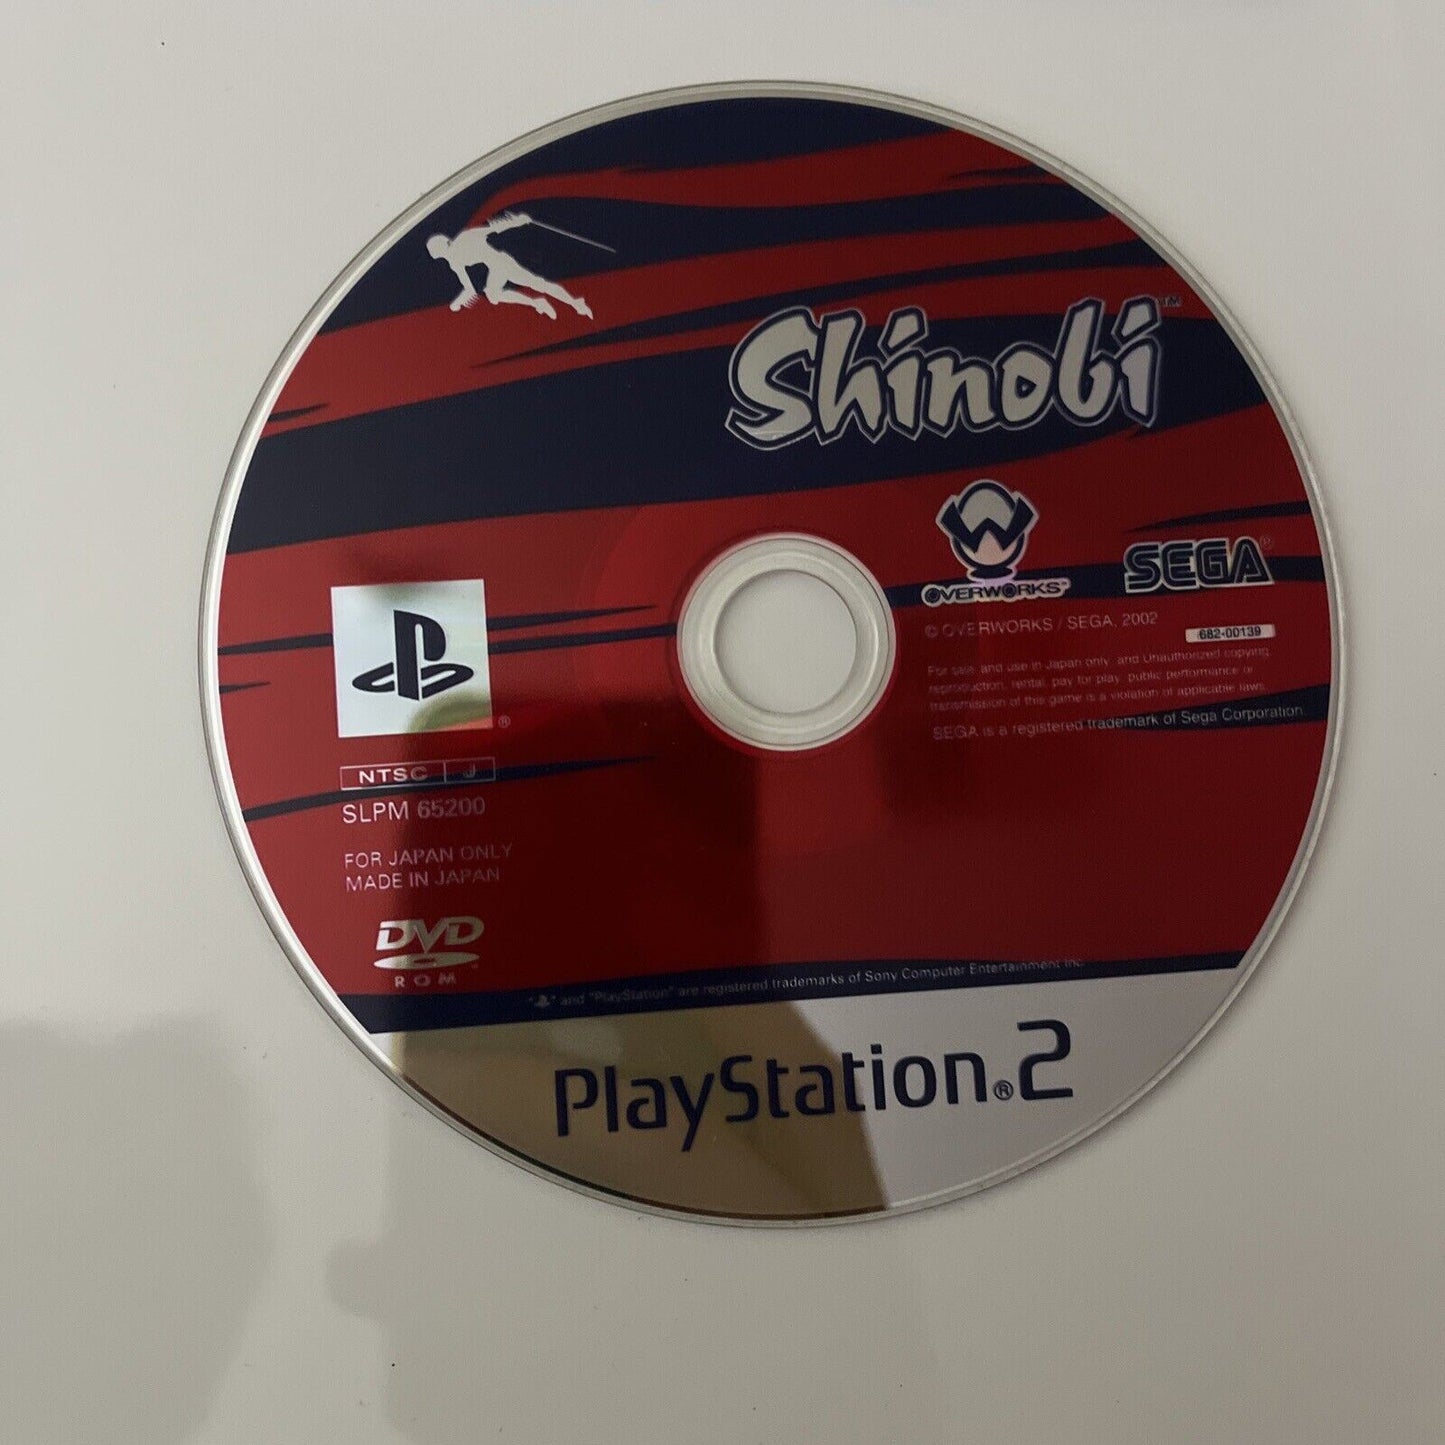 Shinobi™
OVERWORKS™
SEGA®
© OVERWORKS / SEGA, 2002
682-00139
For sale and use in Japan only and Unauthorized copying,
reproduction, rental, pay for play, public performance or
transmission of this game is a violation of applicable laws.
SEGA is a registered trademark of Sega Corporation.
®
NTSC J
SLPM 65200
FOR JAPAN ONLY
MADE IN JAPAN
DVD
ROM
" " and "PlayStation" are registered trademarks of Sony Computer Entertainment Inc.
PlayStation®2